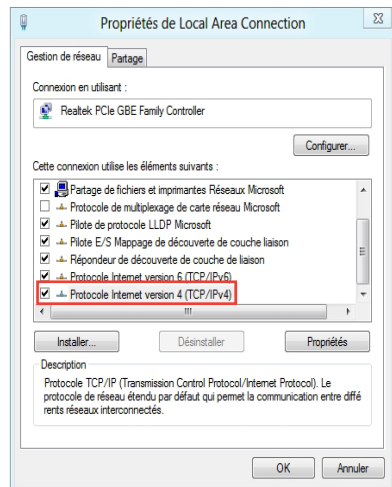 Propriétés de Local Area Connection
Gestion de réseau Partage
Connexion en utilisant :
Realtek PCIe GBE Family Controller
Configurer...
Cette connexion utilise les éléments suivants :
Partage de fichiers et imprimantes Réseaux Microsoft
Protocole de multiplexage de carte réseau Microsoft
Pilote de protocole LLDP Microsoft
Pilote E/S Mappage de découverte de couche liaison
Répondeur de découverte de couche de liaison
Protocole Internet version 6 (TCP/IPv6)
Protocole Internet version 4 (TCP/IPv4)
Installer... Désinstaller Propriétés
Description
Protocole TCP/IP (Transmission Control Protocol/Internet Protocol). Le
protocole de réseau étendu par défaut qui permet la communication entre diffé
rents réseaux interconnectés.
OK Annuler